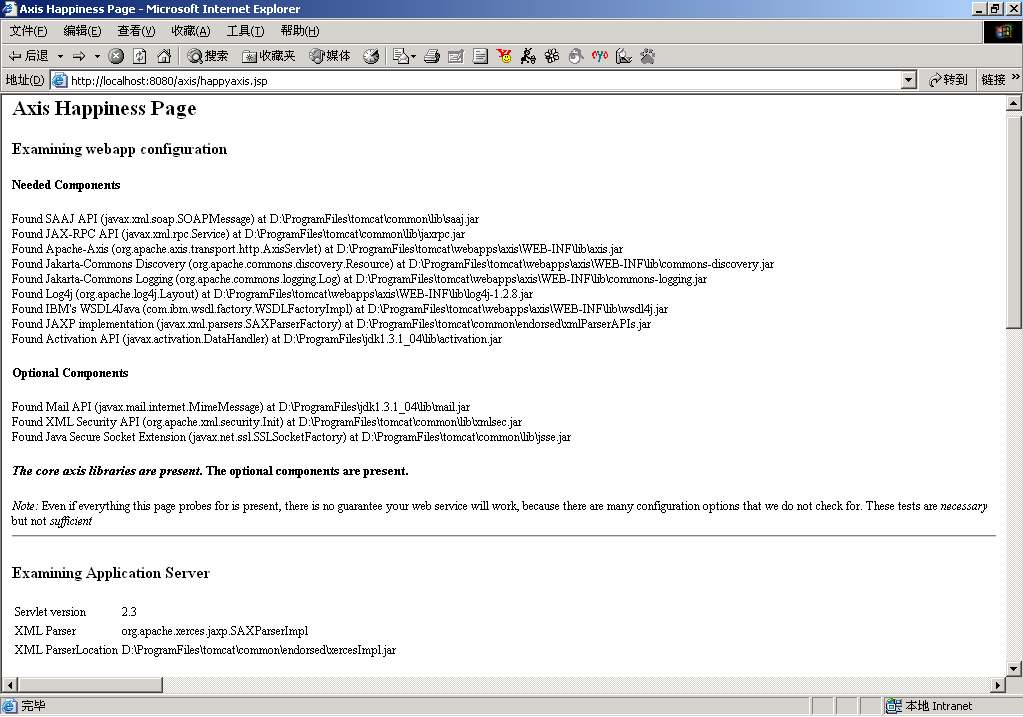 Axis Happiness Page - Microsoft Internet Explorer
文件(F) 编辑(E) 查看(V) 收藏(A) 工具(T) 帮助(H)
后退 搜索 收藏夹 媒体
地址(D) http://localhost:8080/axis/happyaxis.jsp 转到 链接 »
Axis Happiness Page
Examining webapp configuration
Needed Components
Found SAAJ API (javax.xml.soap.SOAPMessage) at D:\ProgramFiles\tomcat\common\lib\saaj.jar
Found JAX-RPC API (javax.xml.rpc.Service) at D:\ProgramFiles\tomcat\common\lib\jaxrpc.jar
Found Apache-Axis (org.apache.axis.transport.http.AxisServlet) at D:\ProgramFiles\tomcat\webapps\axis\WEB-INF\lib\axis.jar
Found Jakarta-Commons Discovery (org.apache.commons.discovery.Resource) at D:\ProgramFiles\tomcat\webapps\axis\WEB-INF\lib\commons-discovery.jar
Found Jakarta-Commons Logging (org.apache.commons.logging.Log) at D:\ProgramFiles\tomcat\webapps\axis\WEB-INF\lib\commons-logging.jar
Found Log4j (org.apache.log4j.Layout) at D:\ProgramFiles\tomcat\webapps\axis\WEB-INF\lib\log4j-1.2.8.jar
Found IBM's WSDL4Java (com.ibm.wsdl.factory.WSDLFactoryImpl) at D:\ProgramFiles\tomcat\webapps\axis\WEB-INF\lib\wsdl4j.jar
Found JAXP implementation (javax.xml.parsers.SAXParserFactory) at D:\ProgramFiles\tomcat\common\endorsed\xmlParserAPIs.jar
Found Activation API (javax.activation.DataHandler) at D:\ProgramFiles\jdk1.3.1_04\lib\activation.jar
Optional Components
Found Mail API (javax.mail.internet.MimeMessage) at D:\ProgramFiles\jdk1.3.1_04\lib\mail.jar
Found XML Security API (org.apache.xml.security.Init) at D:\ProgramFiles\tomcat\common\lib\xmlsec.jar
Found Java Secure Socket Extension (javax.net.ssl.SSLSocketFactory) at D:\ProgramFiles\tomcat\common\lib\jsse.jar
The core axis libraries are present. The optional components are present.
Note: Even if everything this page probes for is present, there is no guarantee your web service will work, because there are many configuration options that we do not check for. These tests are necessary
but not sufficient
Examining Application Server
Servlet version 2.3
XML Parser org.apache.xerces.jaxp.SAXParserImpl
XML ParserLocation D:\ProgramFiles\tomcat\common\endorsed\xercesImpl.jar
完毕 本地 Intranet